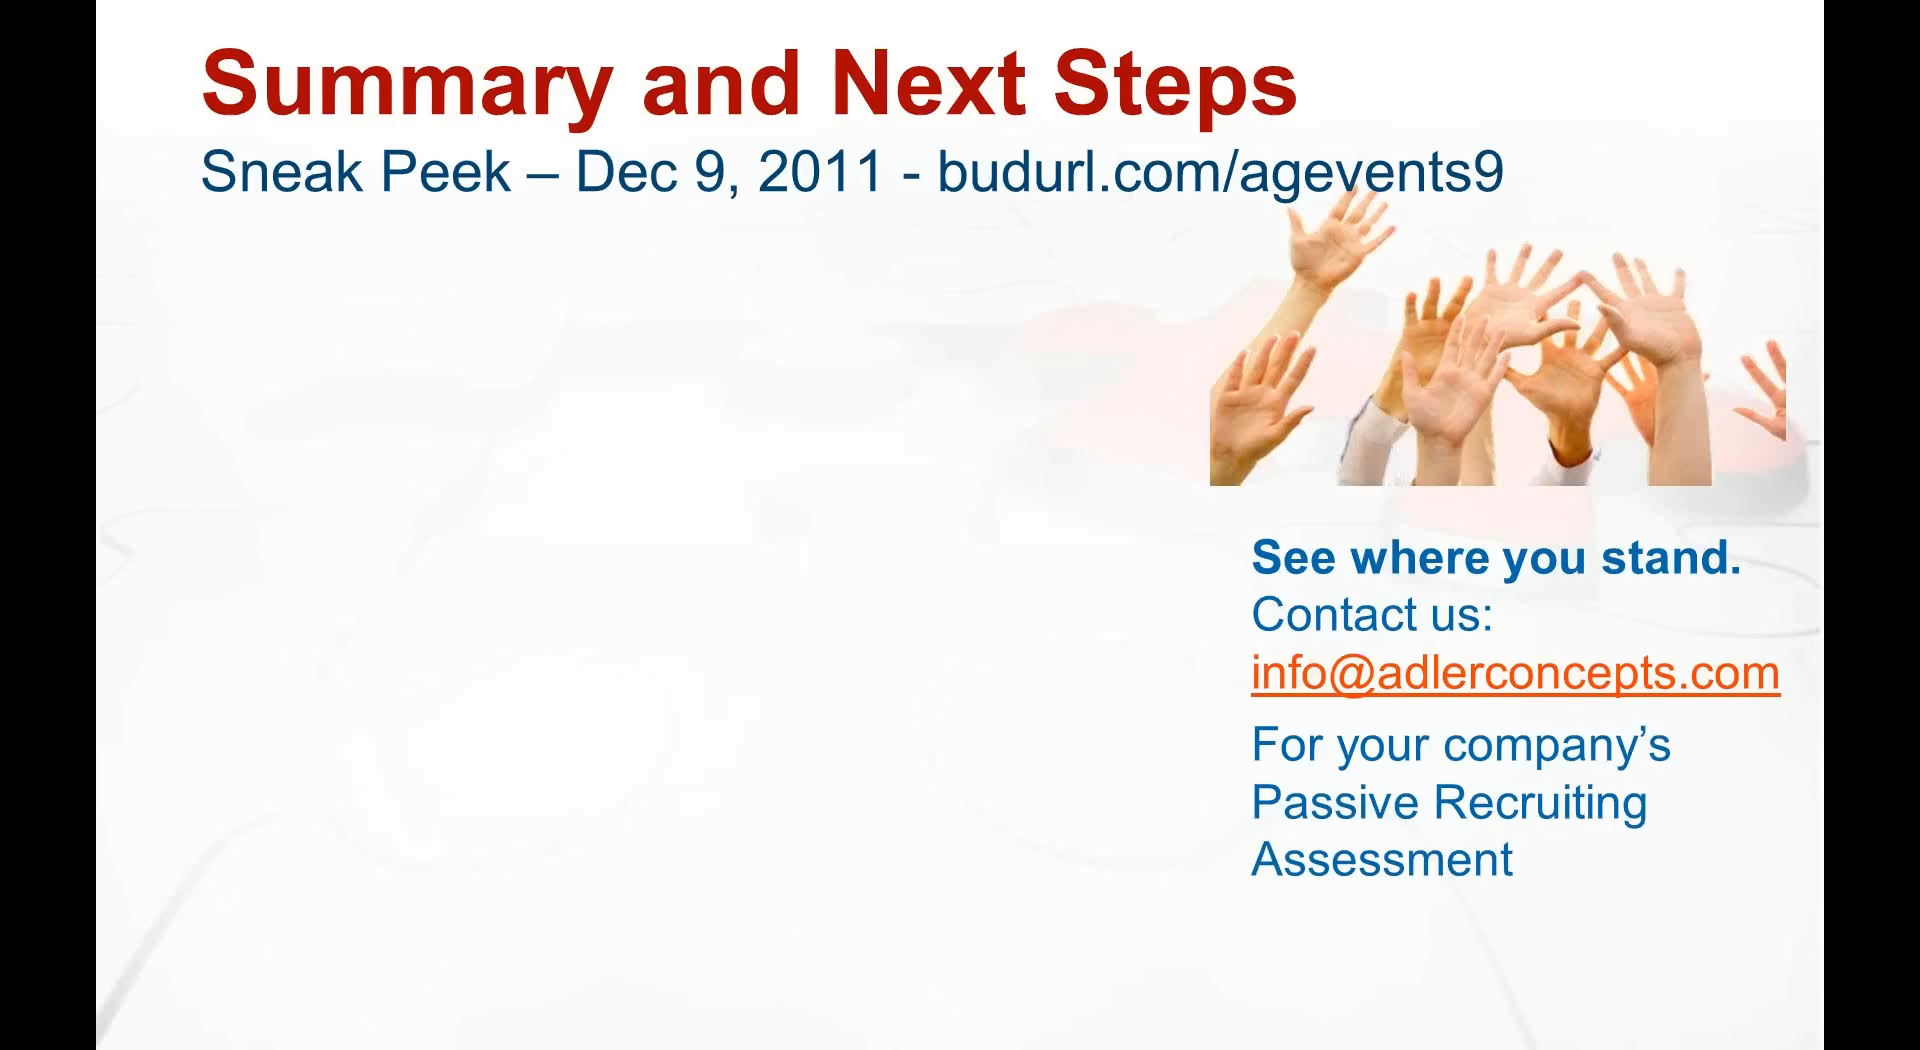 Summary and Next Steps
Sneak Peek – Dec 9, 2011 - budurl.com/agevents9
See where you stand.
Contact us:
info@adlerconcepts.com
For your company’s
Passive Recruiting
Assessment